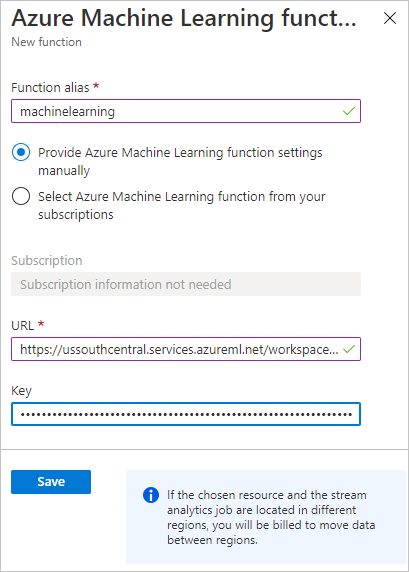 Azure Machine Learning funct...
New function
Function alias *
machinelearning
Provide Azure Machine Learning function settings
manually
Select Azure Machine Learning function from your
subscriptions
Subscription
Subscription information not needed
URL *
https://ussouthcentral.services.azureml.net/workspace...
Key
Save
If the chosen resource and the stream
analytics job are located in different
regions, you will be billed to move data
between regions.